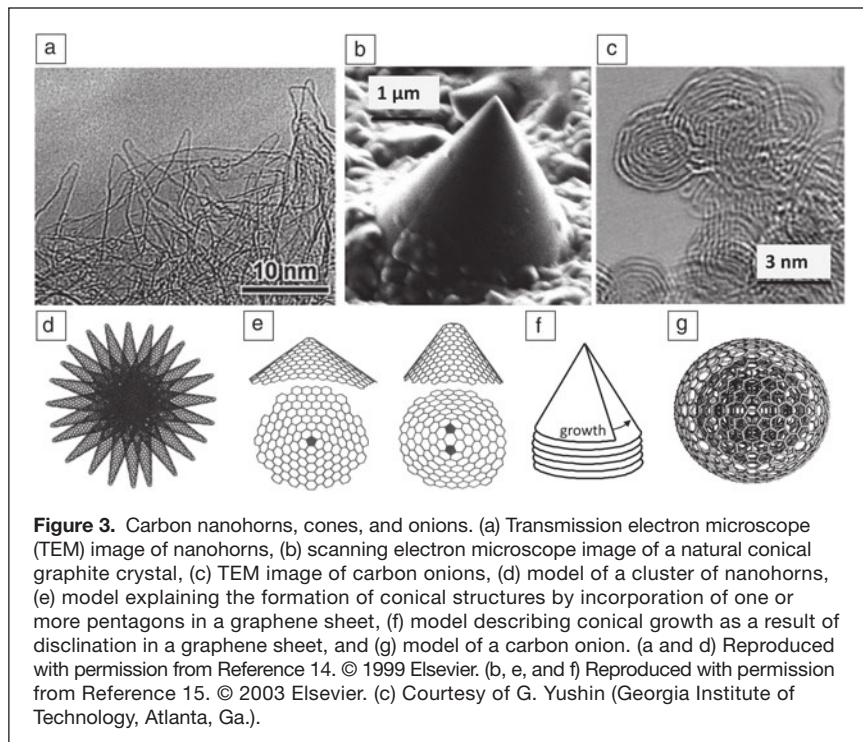 a
b
c
1 µm
10 nm
3 nm
d
e
f
g
growth
Figure 3. Carbon nanohorns, cones, and onions. (a) Transmission electron microscope
(TEM) image of nanohorns, (b) scanning electron microscope image of a natural conical
graphite crystal, (c) TEM image of carbon onions, (d) model of a cluster of nanohorns,
(e) model explaining the formation of conical structures by incorporation of one or
more pentagons in a graphene sheet, (f) model describing conical growth as a result of
disclination in a graphene sheet, and (g) model of a carbon onion. (a and d) Reproduced
with permission from Reference 14. © 1999 Elsevier. (b, e, and f) Reproduced with permission
from Reference 15. © 2003 Elsevier. (c) Courtesy of G. Yushin (Georgia Institute of
Technology, Atlanta, Ga.).